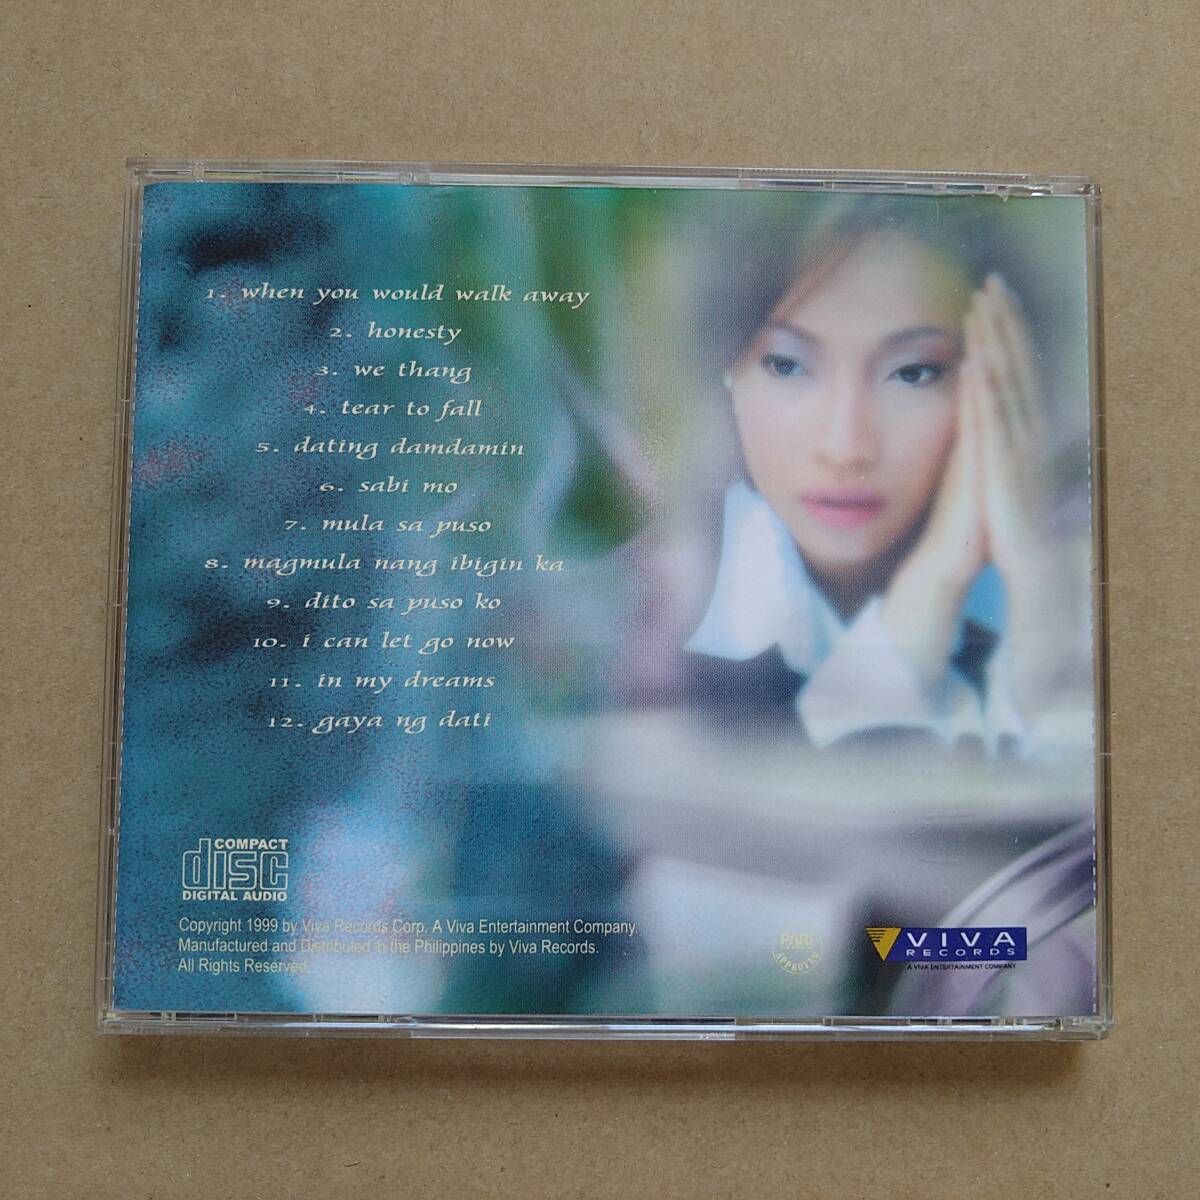 1. when you would walk away
2. honesty
3. we thang
4. tear to fall
5. dating damdamin
6. sabi mo
7. mula sa puso
8. magmula nang ibigin ka
9. dito sa puso ko
10. i can let go now
11. in my dreams
12. gaya ng dati
COMPACT
disc
DIGITAL AUDIO
Copyright 1999 by Viva Records Corp. A Viva Entertainment Company.
Manufactured and Distributed in the Philippines by Viva Records.
All Rights Reserved.
PARI
APPROVED
VIVA
RECORDS
A VIVA ENTERTAINMENT COMPANY